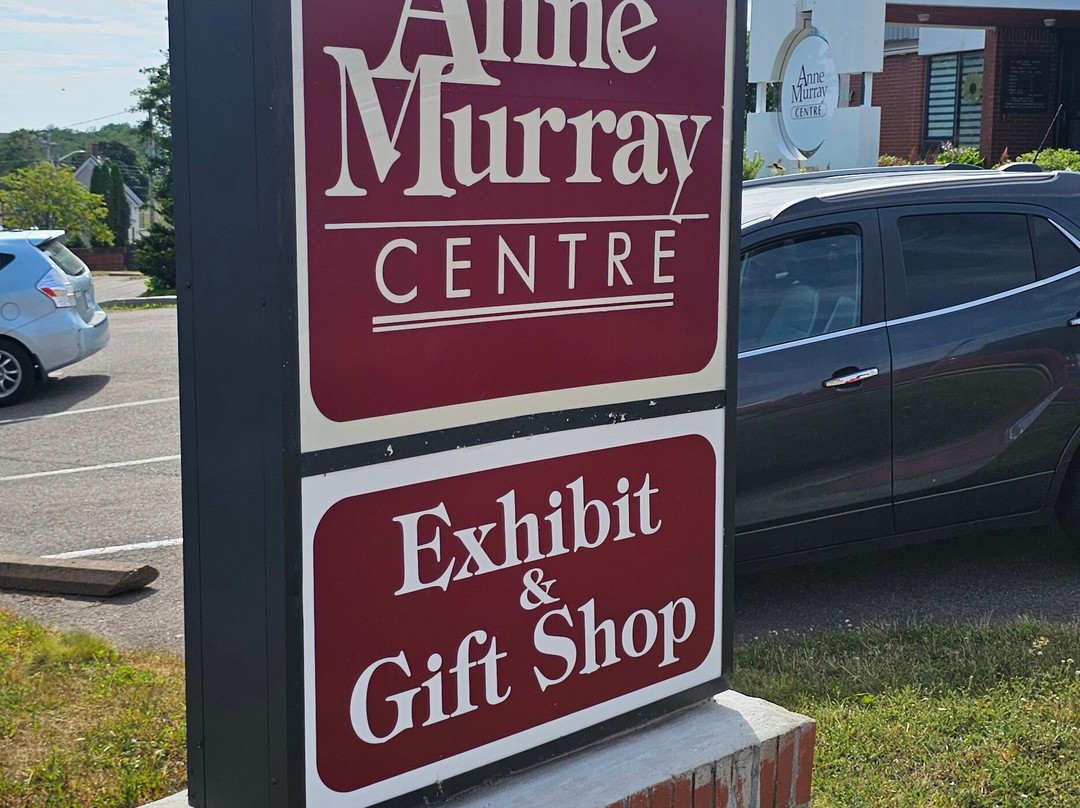 Anne
Murray
CENTRE
Exhibit
&
Gift Shop
Anne
Murray
CENTRE